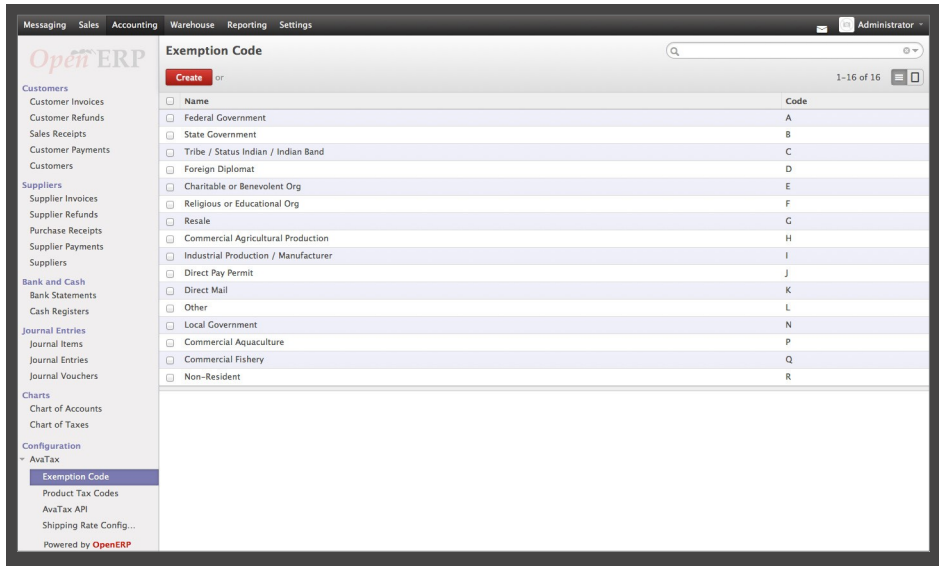 Messaging Sales Accounting Warehouse Reporting Settings Administrator
Open ERP
Exemption Code
Create or
1-16 of 16
Customers
Customer Invoices
Customer Refunds
Sales Receipts
Customer Payments
Customers
Suppliers
Supplier Invoices
Supplier Refunds
Purchase Receipts
Supplier Payments
Suppliers
Bank and Cash
Bank Statements
Cash Registers
Journal Entries
Journal Items
Journal Entries
Journal Vouchers
Charts
Chart of Accounts
Chart of Taxes
Configuration
AvaTax
Exemption Code
Product Tax Codes
AvaTax API
Shipping Rate Config...
Powered by OpenERP
Name Code
Federal Government A
State Government B
Tribe / Status Indian / Indian Band C
Foreign Diplomat D
Charitable or Benevolent Org E
Religious or Educational Org F
Resale G
Commercial Agricultural Production H
Industrial Production / Manufacturer I
Direct Pay Permit J
Direct Mail K
Other L
Local Government N
Commercial Aquaculture P
Commercial Fishery Q
Non-Resident R